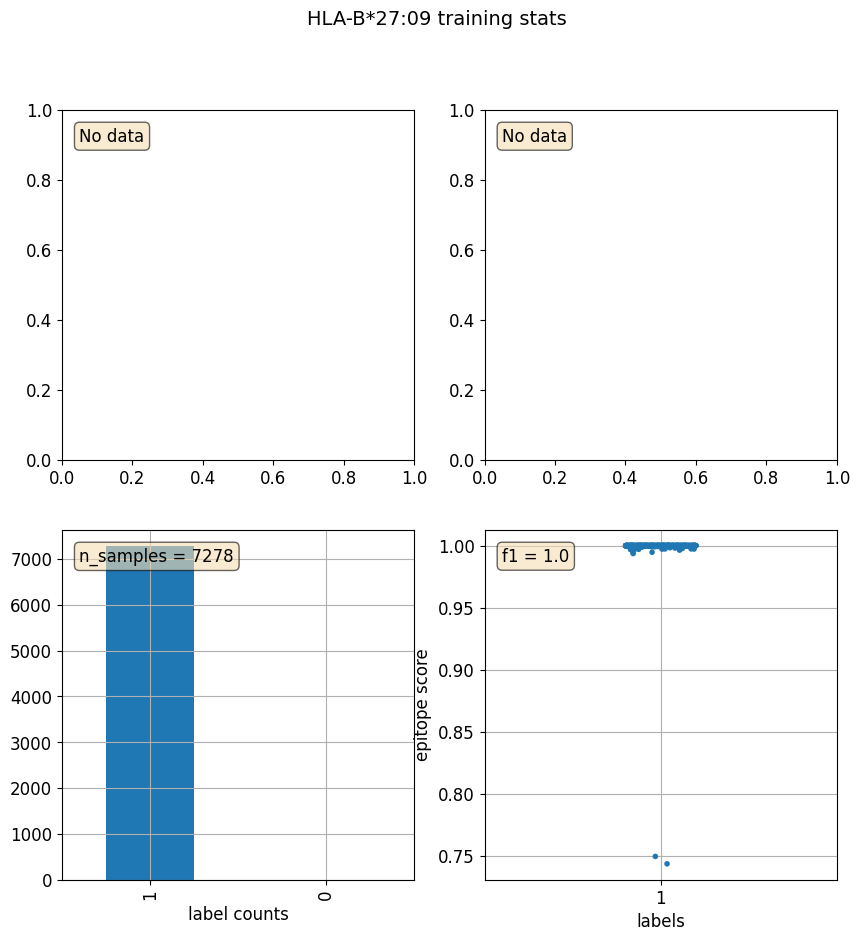 HLA-B*27:09 training stats
1.0
0.8
0.6
0.4
0.2
0.0
No data
0.0 0.2 0.4 0.6 0.8 1.0
1.0
0.8
0.6
0.4
0.2
0.0
No data
0.0 0.2 0.4 0.6 0.8 1.0
7000
6000
5000
4000
3000
2000
1000
0
n_samples = 7278
1 0
label counts
epitope score
1.00
0.95
0.90
0.85
0.80
0.75
f1 = 1.0
1
labels